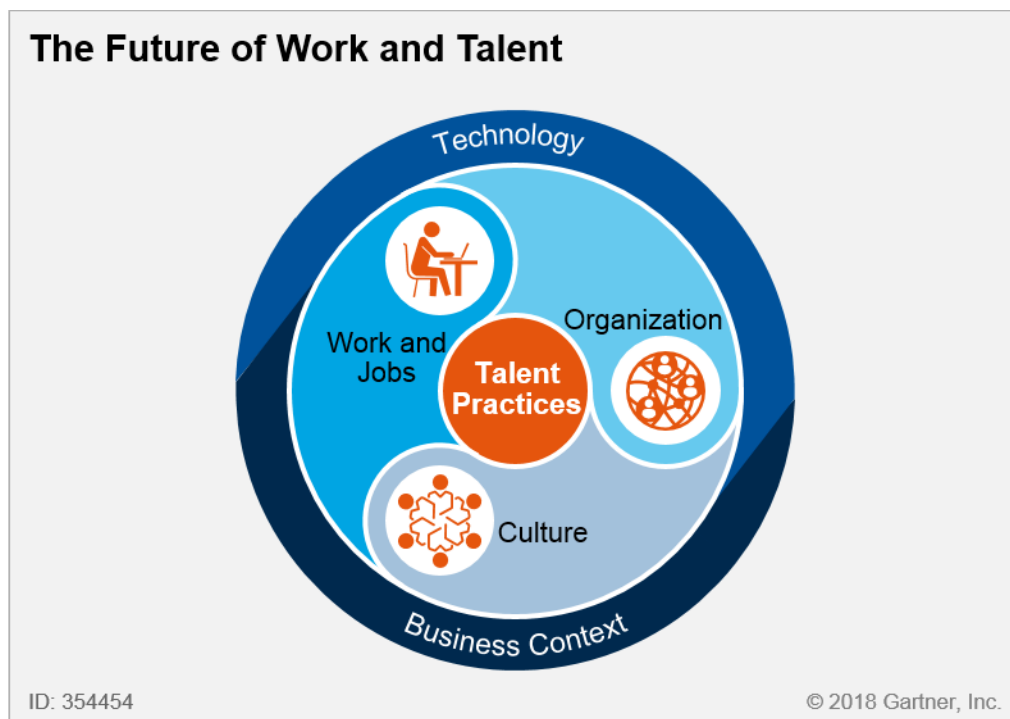 The Future of Work and Talent
Technology
Organization
Work and
Jobs
Talent
Practices
Culture
Business Context
ID: 354454
© 2018 Gartner, Inc.